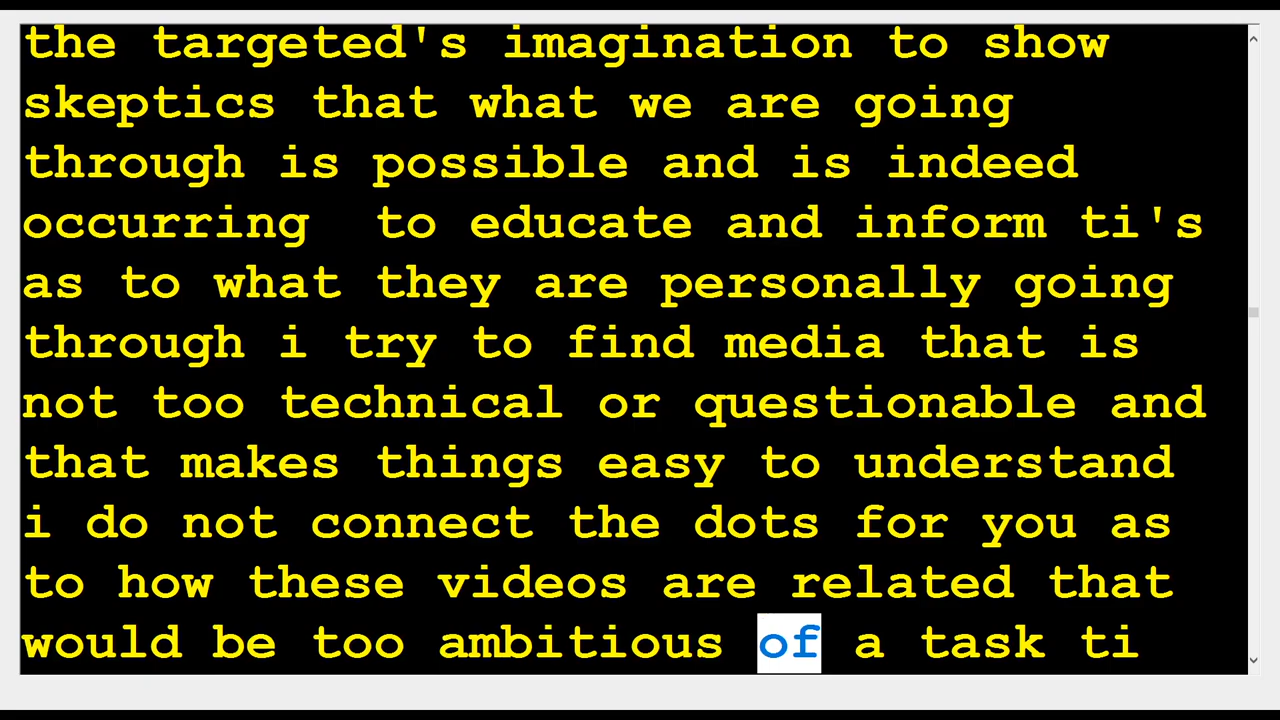 the targeted's imagination to show
skeptics that what we are going
through is possible and is indeed
occurring  to educate and inform ti's
as to what they are personally going
through i try to find media that is
not too technical or questionable and
that makes things easy to understand
i do not connect the dots for you as
to how these videos are related that
would be too ambitious of a task ti